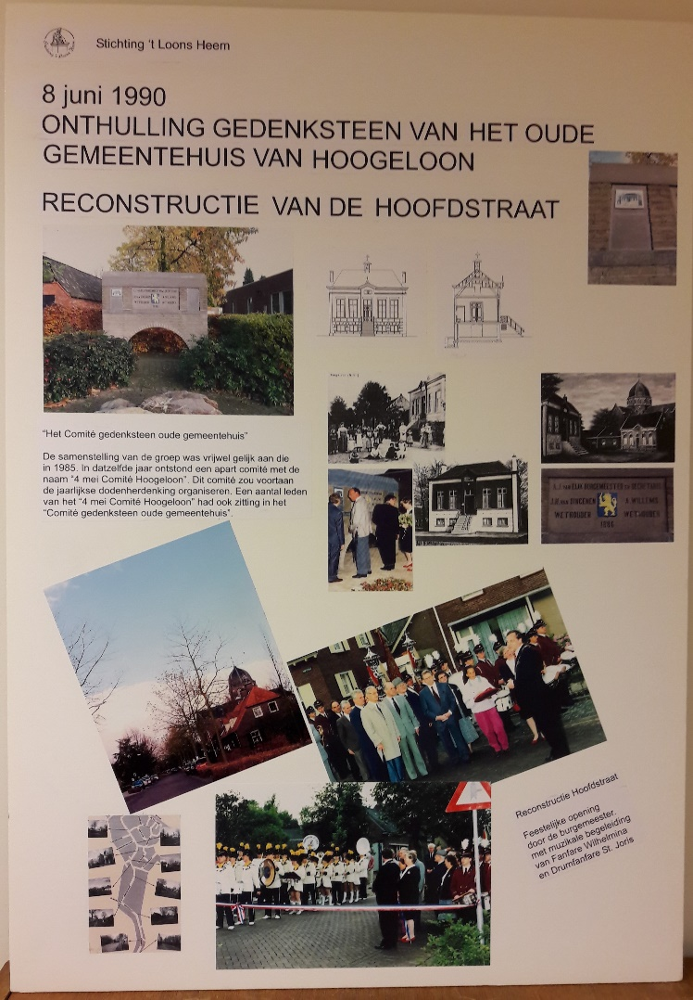 Stichting 't Loons Heem
8 juni 1990
ONTHULLING GEDENKSTEEN VAN HET OUDE
GEMEENTEHUIS VAN HOOGELOON
RECONSTRUCTIE VAN DE HOOFDSTRAAT
"Het Comité gedenksteen oude gemeentehuis"
De samenstelling van de groep was vrijwel gelijk aan die
in 1985. In datzelfde jaar ontstond een apart comité met de
naam "4 mei Comité Hoogeloon". Dit comité zou voortaan
de jaarlijkse dodenherdenking organiseren. Een aantal leden
van het "4 mei Comité Hoogeloon" had ook zitting in het
"Comité gedenksteen oude gemeentehuis".
BURGEMEESTER
WETHOUDER
A. WILLEMS
WETHOUDER
1896
Reconstructie Hoofdstraat
Feestelijke opening
door de burgemeester.
met muzikale begeleiding
van Fanfare Wilhelmina
en Drumfanfare St. Joris